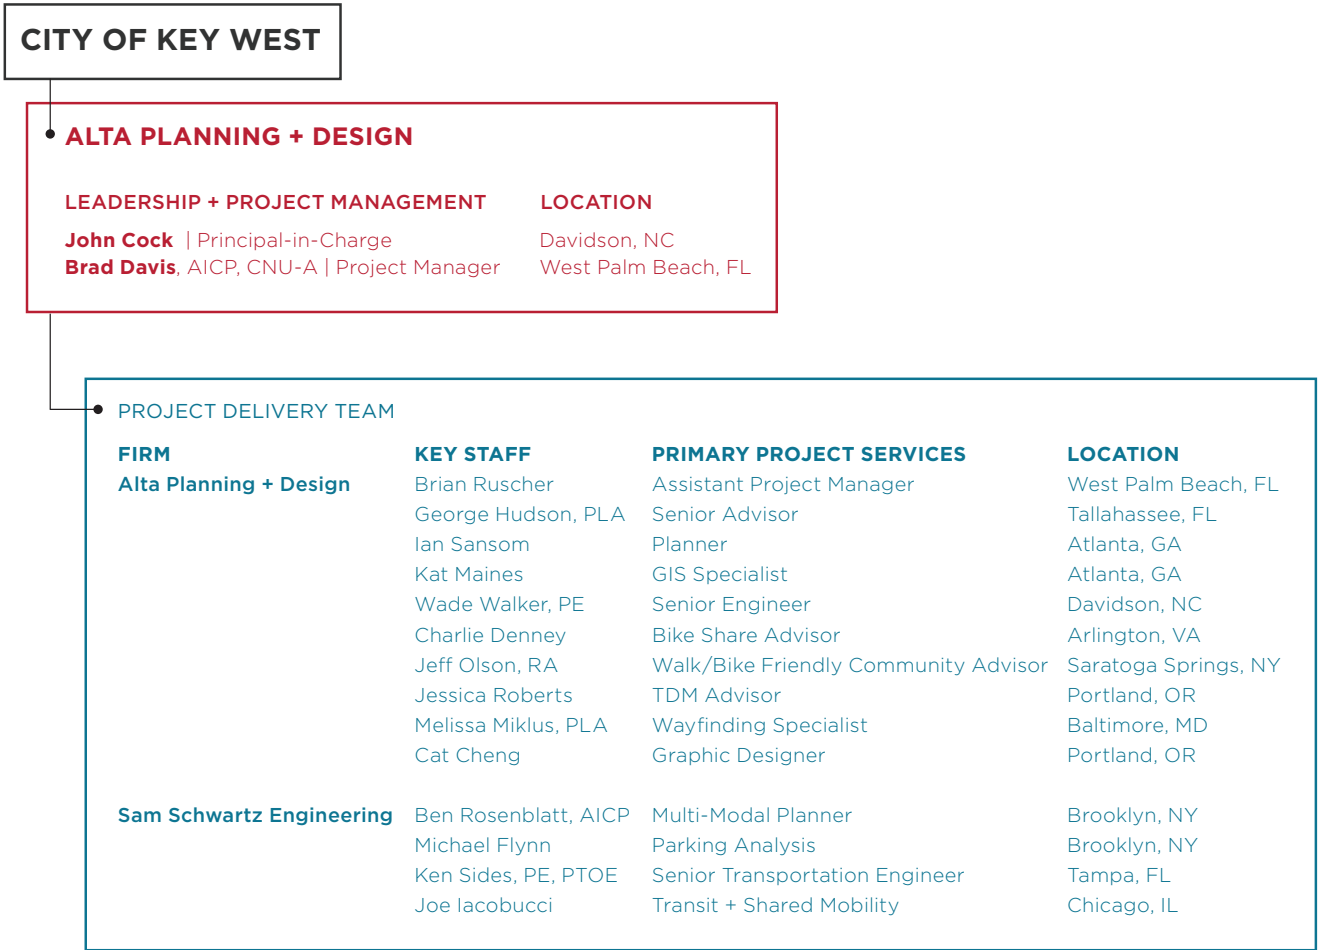 CITY OF KEY WEST
ALTA PLANNING + DESIGN
LEADERSHIP + PROJECT MANAGEMENT LOCATION
John Cock | Principal-in-Charge Davidson, NC
Brad Davis, AICP, CNU-A | Project Manager West Palm Beach, FL
PROJECT DELIVERY TEAM
FIRM KEY STAFF PRIMARY PROJECT SERVICES LOCATION
Alta Planning + Design Brian Ruscher Assistant Project Manager West Palm Beach, FL
George Hudson, PLA Senior Advisor Tallahassee, FL
Ian Sansom Planner Atlanta, GA
Kat Maines GIS Specialist Atlanta, GA
Wade Walker, PE Senior Engineer Davidson, NC
Charlie Denney Bike Share Advisor Arlington, VA
Jeff Olson, RA Walk/Bike Friendly Community Advisor Saratoga Springs, NY
Jessica Roberts TDM Advisor Portland, OR
Melissa Miklus, PLA Wayfinding Specialist Baltimore, MD
Cat Cheng Graphic Designer Portland, OR
Sam Schwartz Engineering Ben Rosenblatt, AICP Multi-Modal Planner Brooklyn, NY
Michael Flynn Parking Analysis Brooklyn, NY
Ken Sides, PE, PTOE Senior Transportation Engineer Tampa, FL
Joe Iacobucci Transit + Shared Mobility Chicago, IL